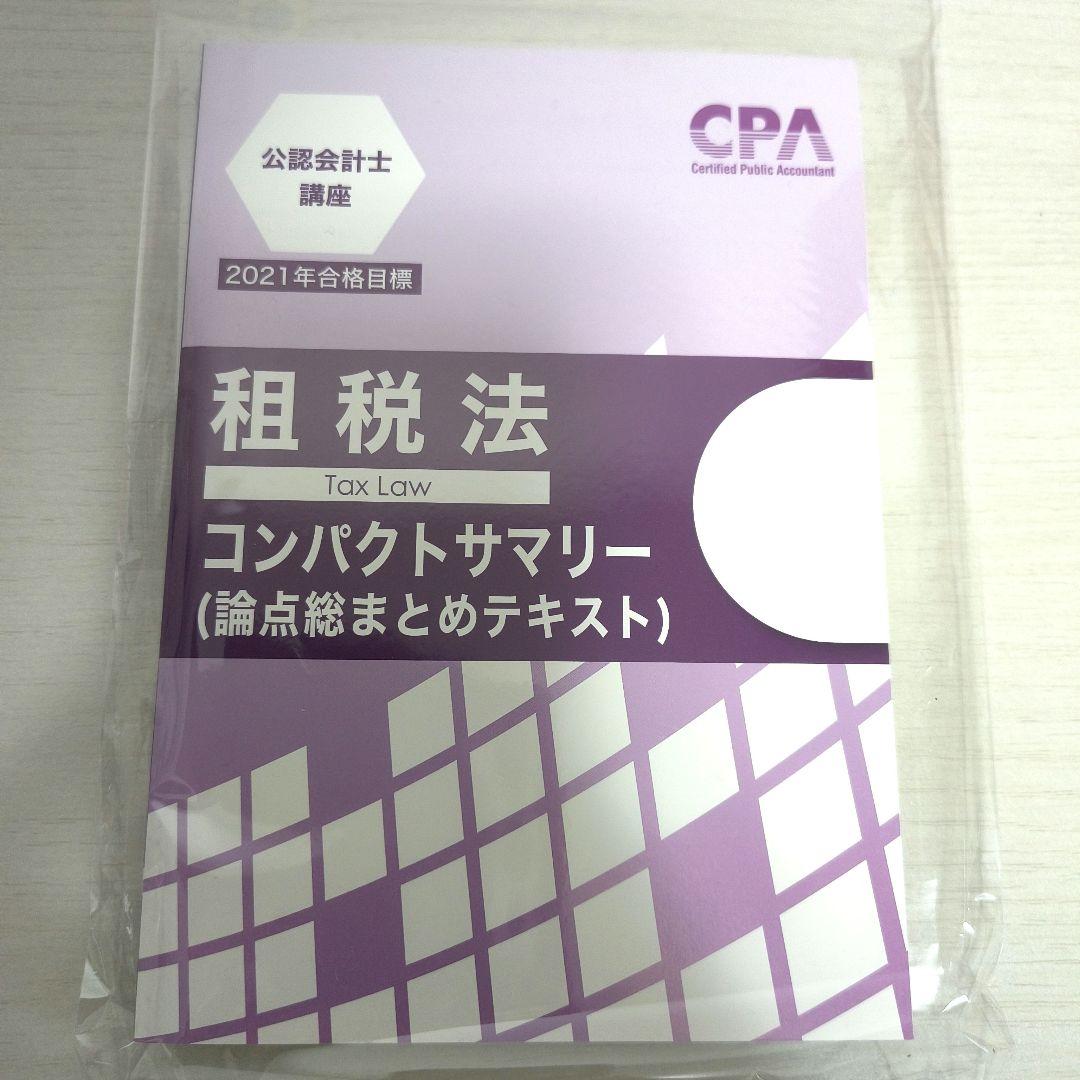 公認会計士
講座
CPA
Certified Public Accountant
2021年合格目標
租税法
Tax Law
コンパクトサマリー
(論点総まとめテキスト)